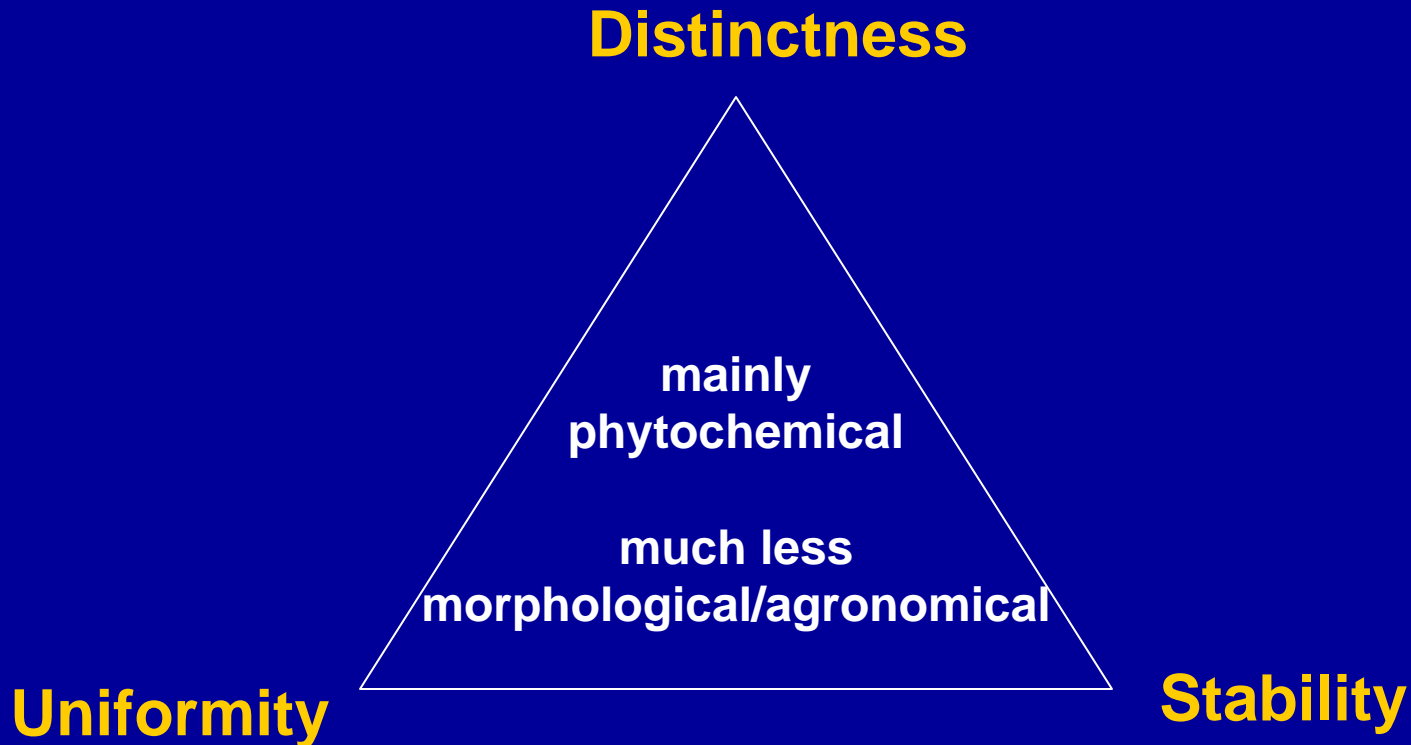 Distinctness
mainly
phytochemical
much less
morphological/agronomical
Uniformity
Stability